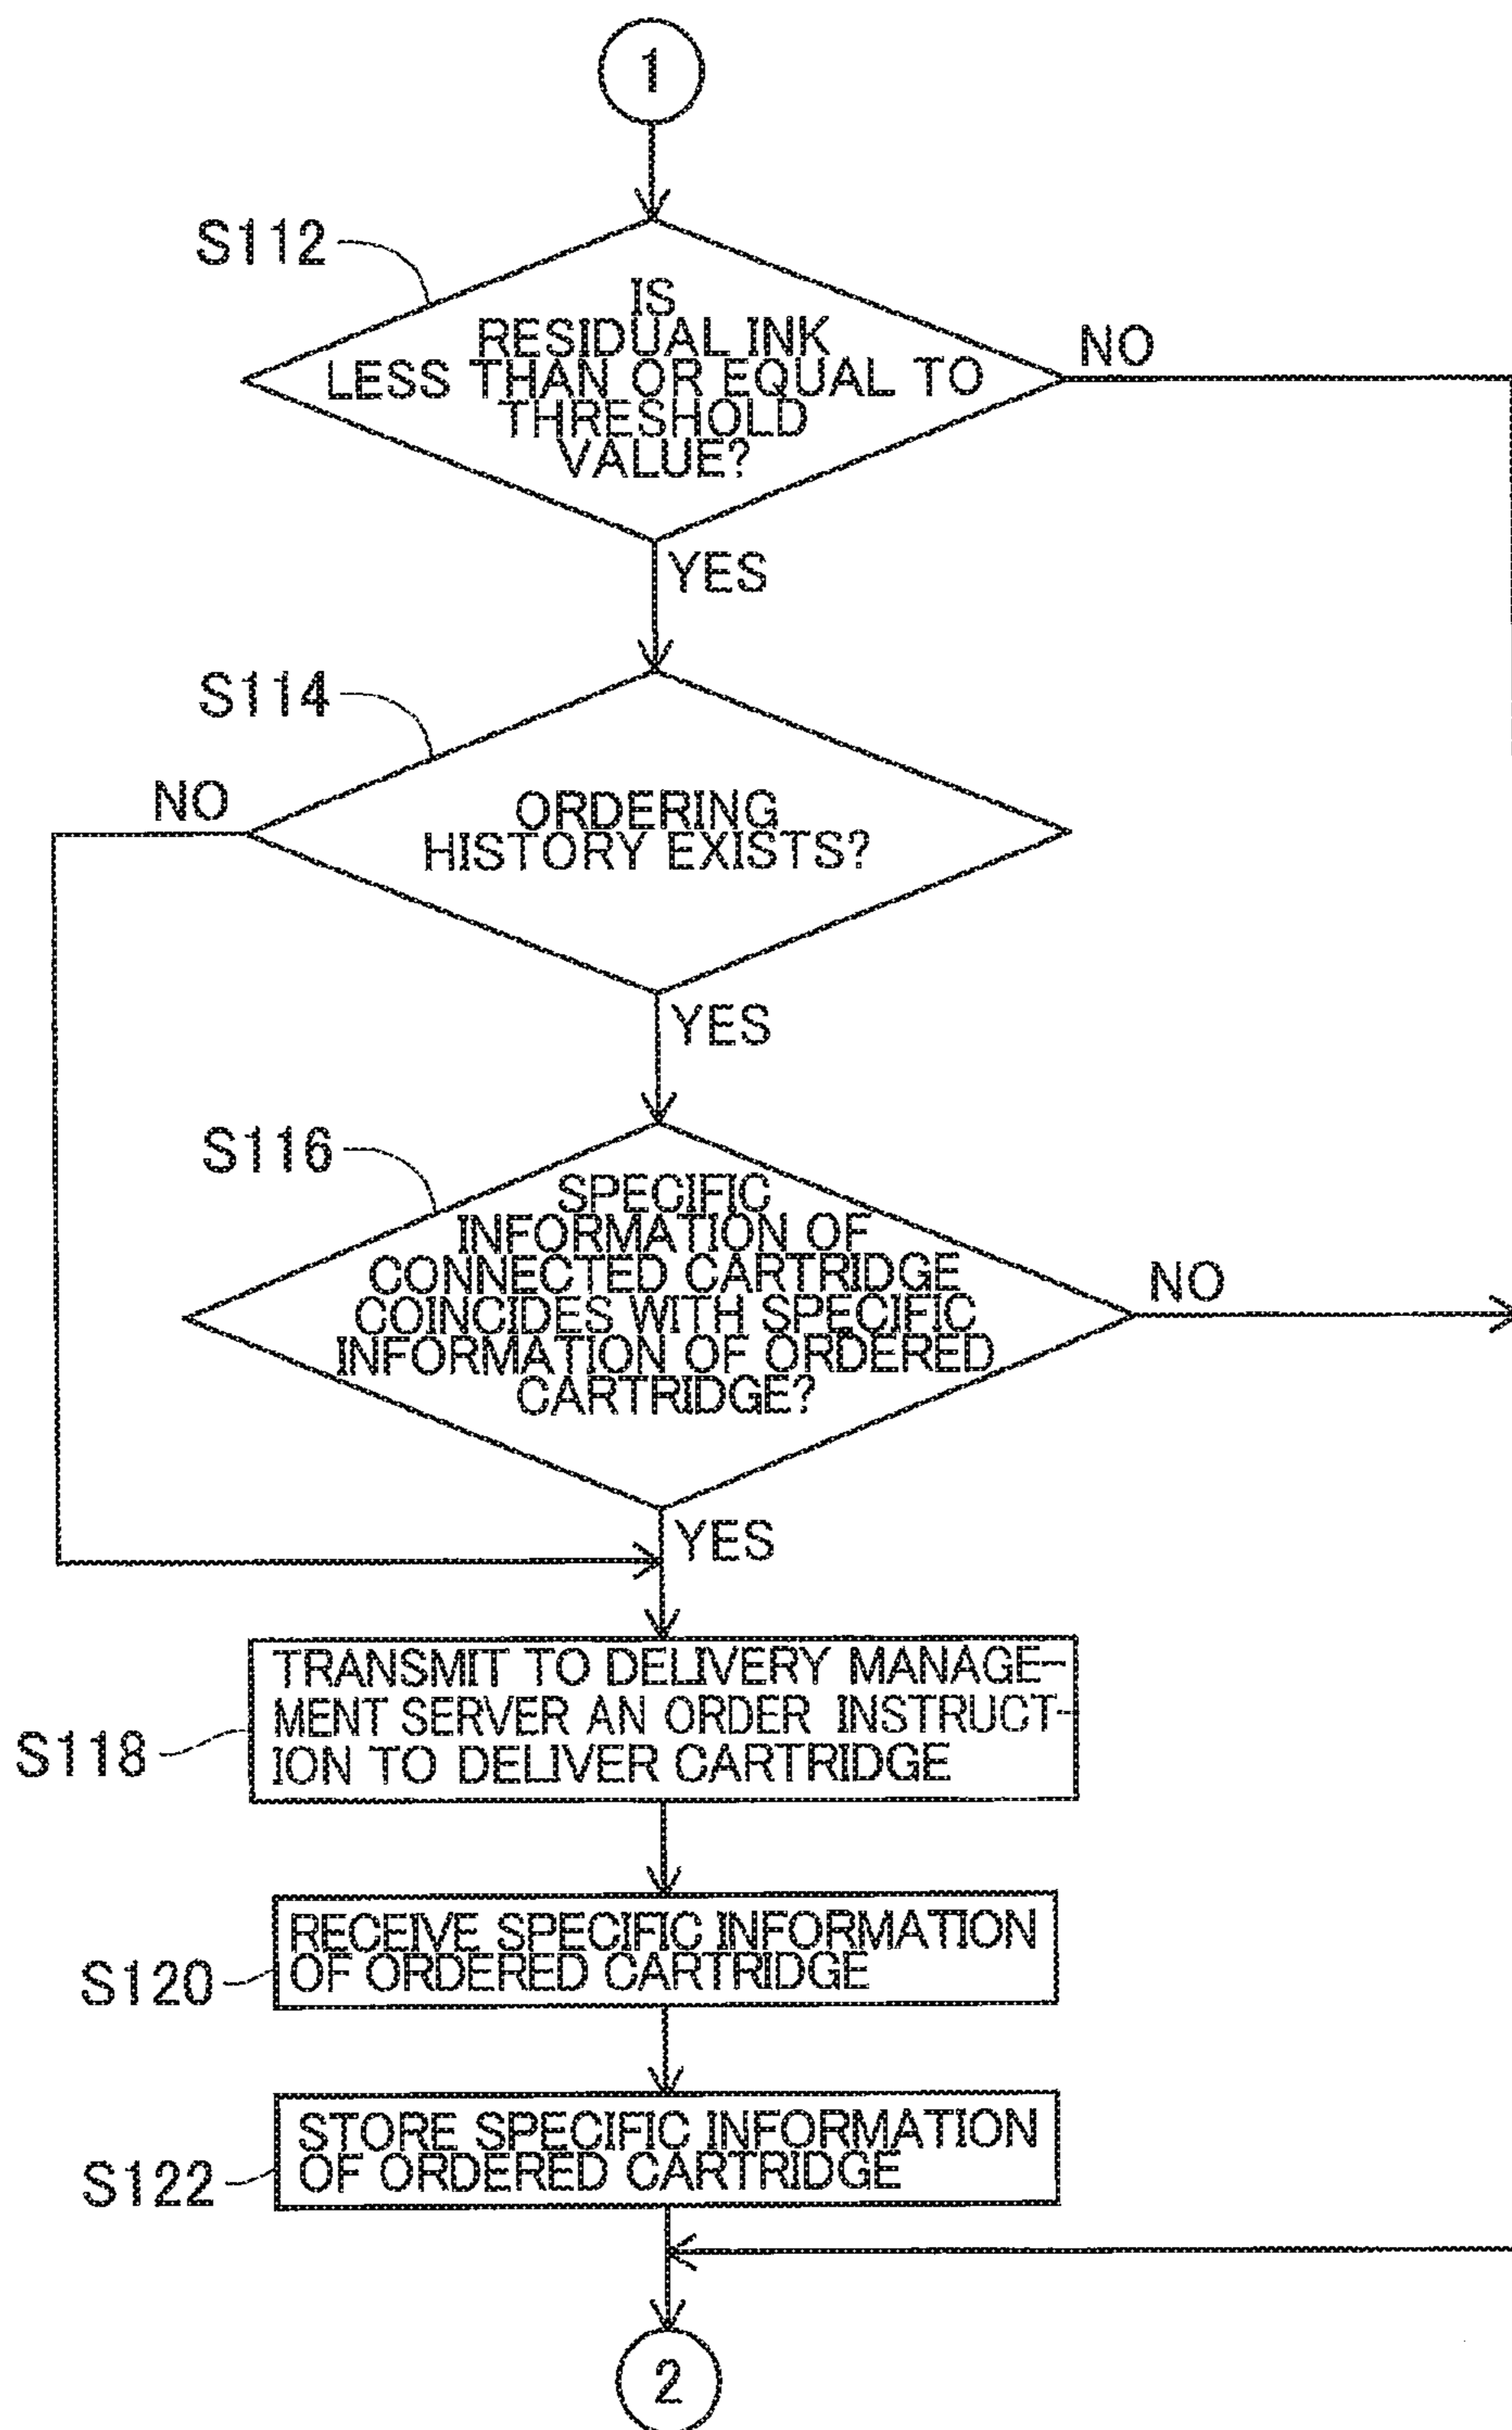 1
S112
IS
RESIDUAL INK
LESS THAN OR EQUAL TO
THRESHOLD
VALUE?
NO
YES
S114
NO
ORDERING
HISTORY EXISTS?
YES
S116
SPECIFIC
INFORMATION OF
CONNECTED CARTRIDGE
COINCIDES WITH SPECIFIC
INFORMATION OF ORDERED
CARTRIDGE?
NO
YES
S118
TRANSMIT TO DELIVERY MANAGE-
MENT SERVER AN ORDER INSTRUCT-
ION TO DELIVER CARTRIDGE
S120
RECEIVE SPECIFIC INFORMATION
OF ORDERED CARTRIDGE
S122
STORE SPECIFIC INFORMATION
OF ORDERED CARTRIDGE
2